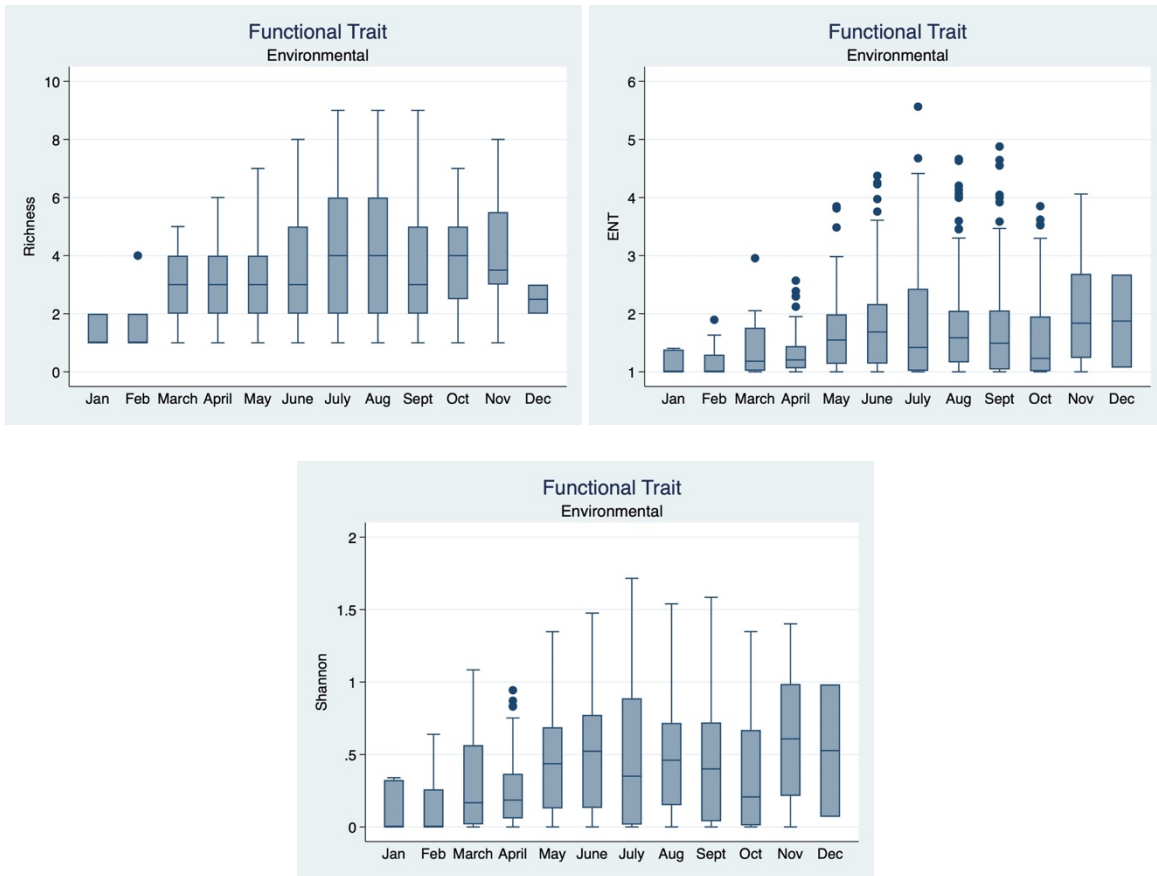 Functional Trait
Environmental
Richness
10
8
6
4
2
0
Jan Feb March April May June July Aug Sept Oct Nov Dec
Functional Trait
Environmental
ENT
6
5
4
3
2
1
Jan Feb March April May June July Aug Sept Oct Nov Dec
Functional Trait
Environmental
Shannon
2
1.5
1
.5
0
Jan Feb March April May June July Aug Sept Oct Nov Dec